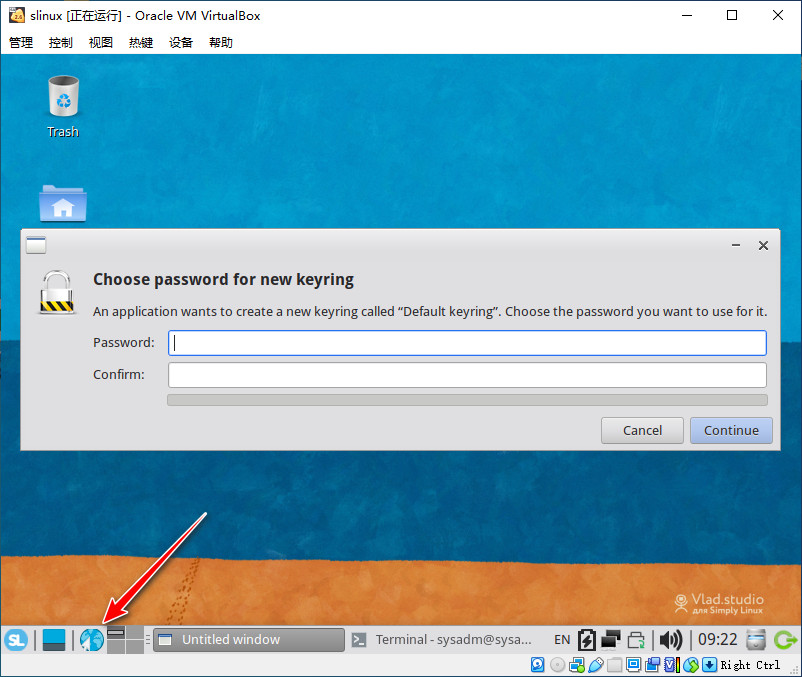 slinux [正在运行] - Oracle VM VirtualBox
管理 控制 视图 热键 设备 帮助
Trash
Choose password for new keyring
An application wants to create a new keyring called “Default keyring”. Choose the password you want to use for it.
Password:
Confirm:
Cancel Continue
Vlad.studio
для Simply Linux
SL Untitled window Terminal - sysadm@sysa... EN 09:22
Right Ctrl